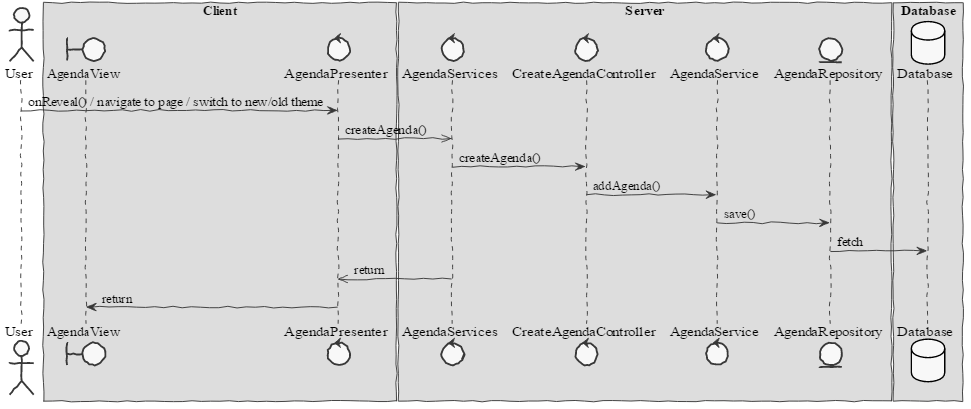 Client
Server
Database
User
AgendaView
AgendaPresenter
AgendaServices
CreateAgendaController
AgendaService
AgendaRepository
Database
onReveal() / navigate to page / switch to new/old theme
createAgenda()
createAgenda()
addAgenda()
save()
fetch
return
return
User
AgendaView
AgendaPresenter
AgendaServices
CreateAgendaController
AgendaService
AgendaRepository
Database